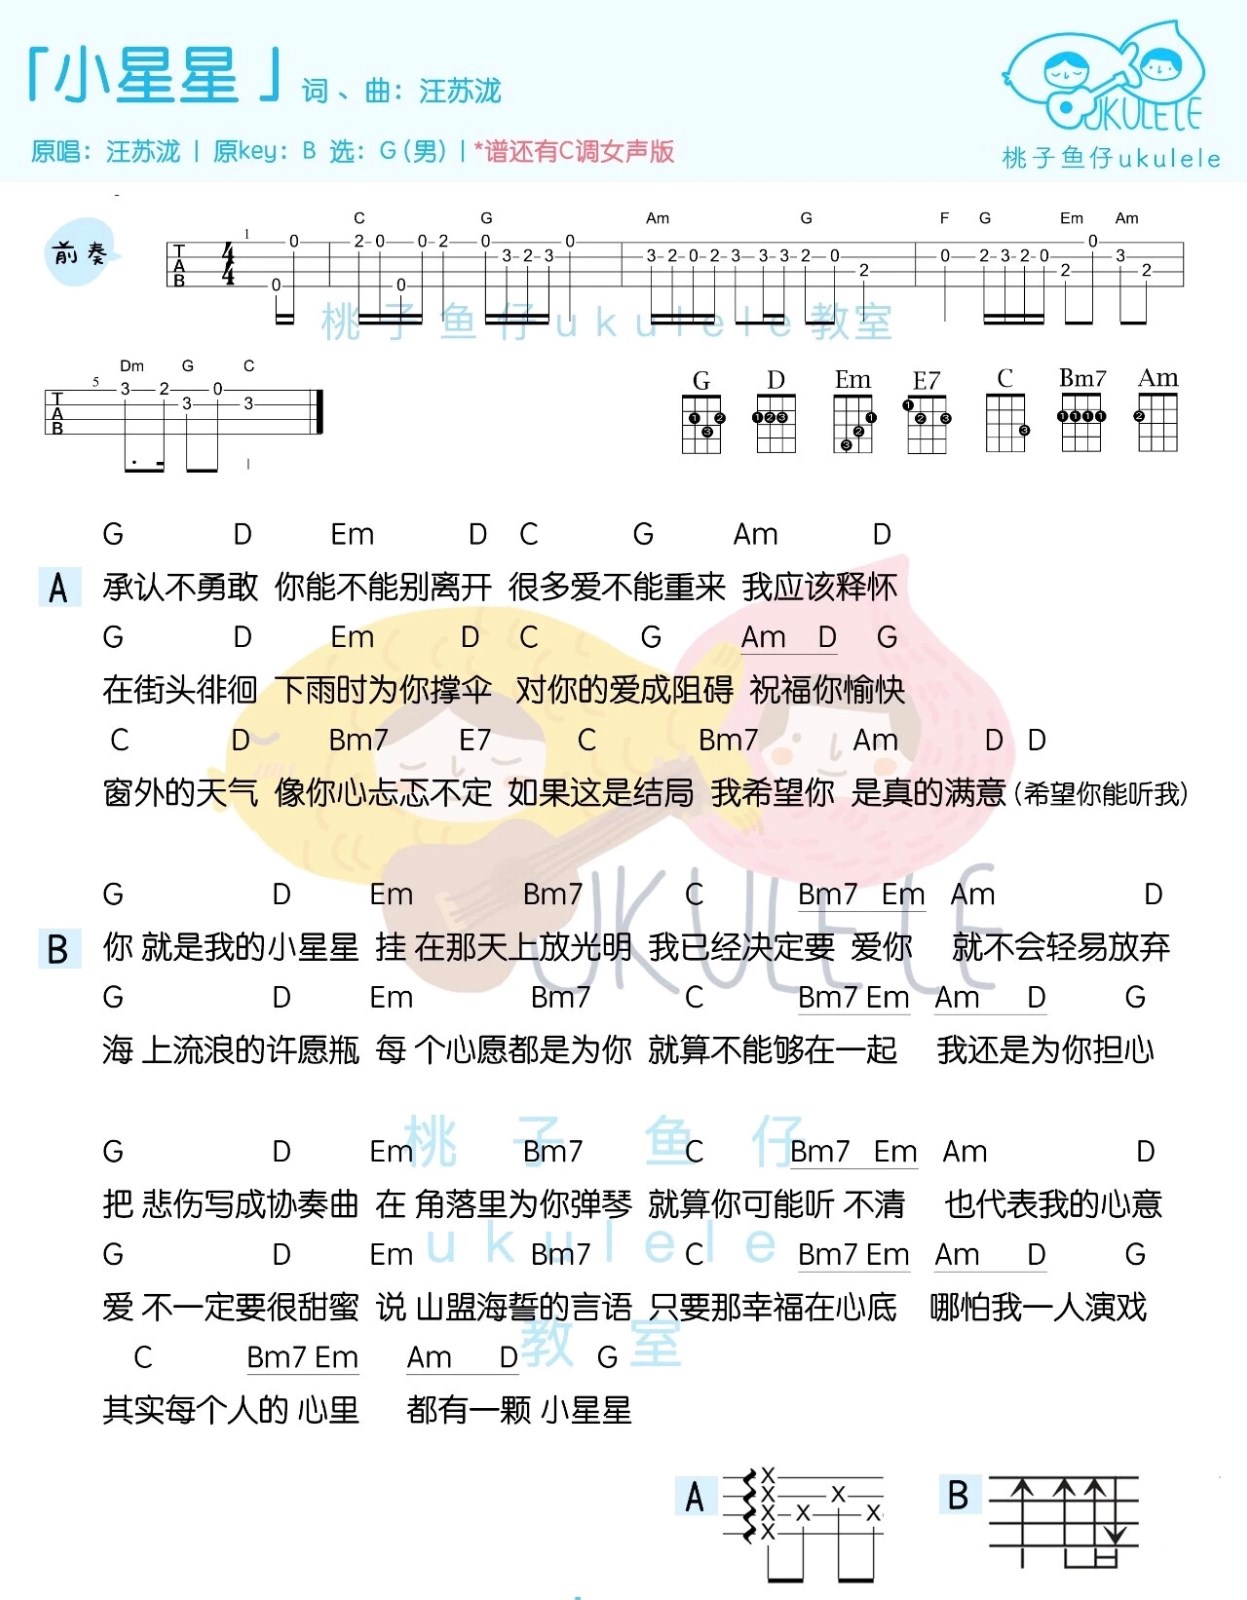 「小星星」 词、曲：汪苏泷
UKULELE
原唱：汪苏泷 | 原key：B 选：G(男) | *谱还有C调女声版
桃子鱼仔ukulele
前奏
C G Am G F G Em Am
1
T A B 4/4 0 0 2 0 0 0 2 0 3 2 3 0 3 2 0 2 3 3 3 2 0 2 0 2 3 2 0 2 0 3 2
桃子鱼仔ukulele教室
Dm G C
5
T A B 3 2 3 0 3
G D Em E7 C Bm7 Am
G D Em D C G Am D
A 承认不勇敢 你能不能别离开 很多爱不能重来 我应该释怀
G D Em D C G Am D G
在街头徘徊 下雨时为你撑伞 对你的爱成阻碍 祝福你愉快
C D Bm7 E7 C Bm7 Am D D
窗外的天气 像你心忐忑不定 如果这是结局 我希望你 是真的满意(希望你能听我)
UKULELE
G D Em Bm7 C Bm7 Em Am D
B 你 就是我的小星星 挂 在那天上放光明 我已经决定要 爱你 就不会轻易放弃
G D Em Bm7 C Bm7 Em Am D G
海 上流浪的许愿瓶 每 个心愿都是为你 就算不能够在一起 我还是为你担心
桃子鱼仔
G D Em Bm7 C Bm7 Em Am D
把 悲伤写成协奏曲 在 角落里为你弹琴 就算你可能听 不清 也代表我的心意
ukulele
G D Em Bm7 C Bm7 Em Am D G
爱 不一定要很甜蜜 说 山盟海誓的言语 只要那幸福在心底 哪怕我一人演戏
教室
C Bm7 Em Am D G
其实每个人的 心里 都有一颗 小星星
A B